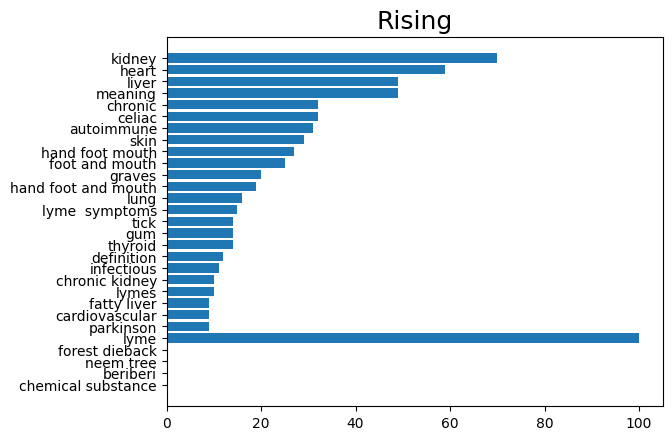 Rising
kidney
heart
liver
meaning
chronic
celiac
autoimmune
skin
hand foot mouth
foot and mouth
graves
hand foot and mouth
lung
lyme  symptoms
tick
gum
thyroid
definition
infectious
chronic kidney
lymes
fatty liver
cardiovascular
parkinson
lyme
forest dieback
neem tree
beriberi
chemical substance
0 20 40 60 80 100